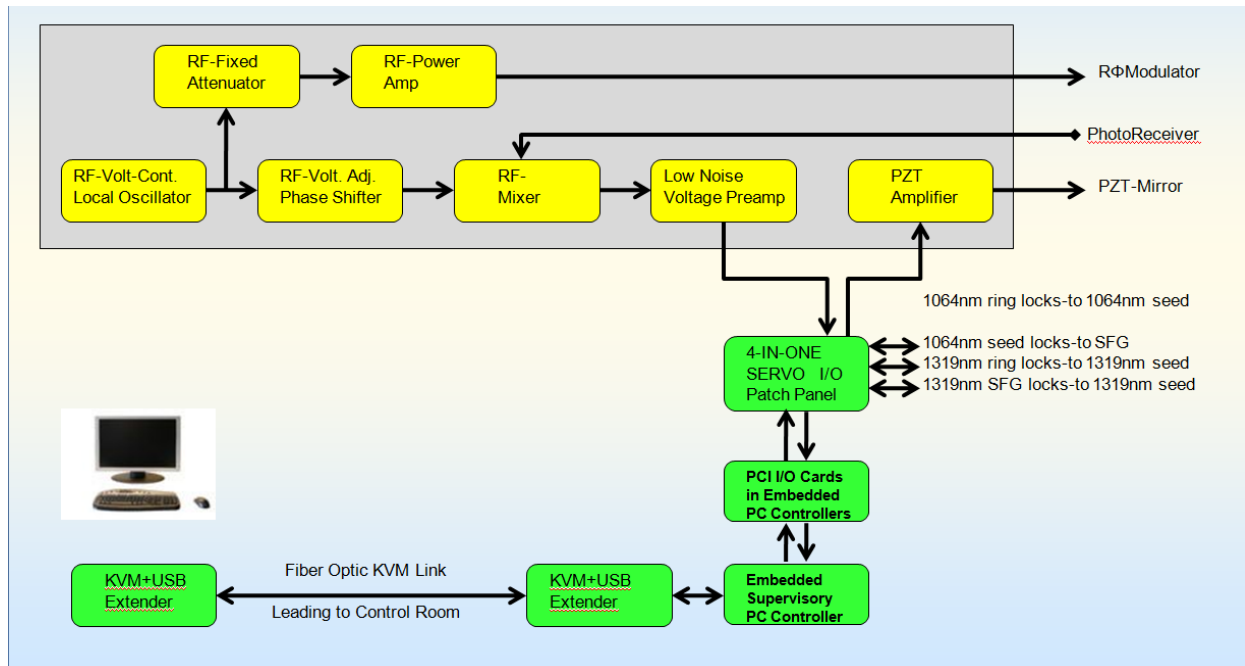 RF-Fixed
Attenuator
RF-Power
Amp
RΦModulator
PhotoReceiver
RF-Volt-Cont.
Local Oscillator
RF-Volt. Adj.
Phase Shifter
RF-
Mixer
Low Noise
Voltage Preamp
PZT
Amplifier
PZT-Mirror
1064nm ring locks-to 1064nm seed
4-IN-ONE
SERVO I/O
Patch Panel
1064nm seed locks-to SFG
1319nm ring locks-to 1319nm seed
1319nm SFG locks-to 1319nm seed
PCI I/O Cards
in Embedded
PC Controllers
KVM+USB
Extender
Fiber Optic KVM Link
Leading to Control Room
KVM+USB
Extender
Embedded
Supervisory
PC Controller